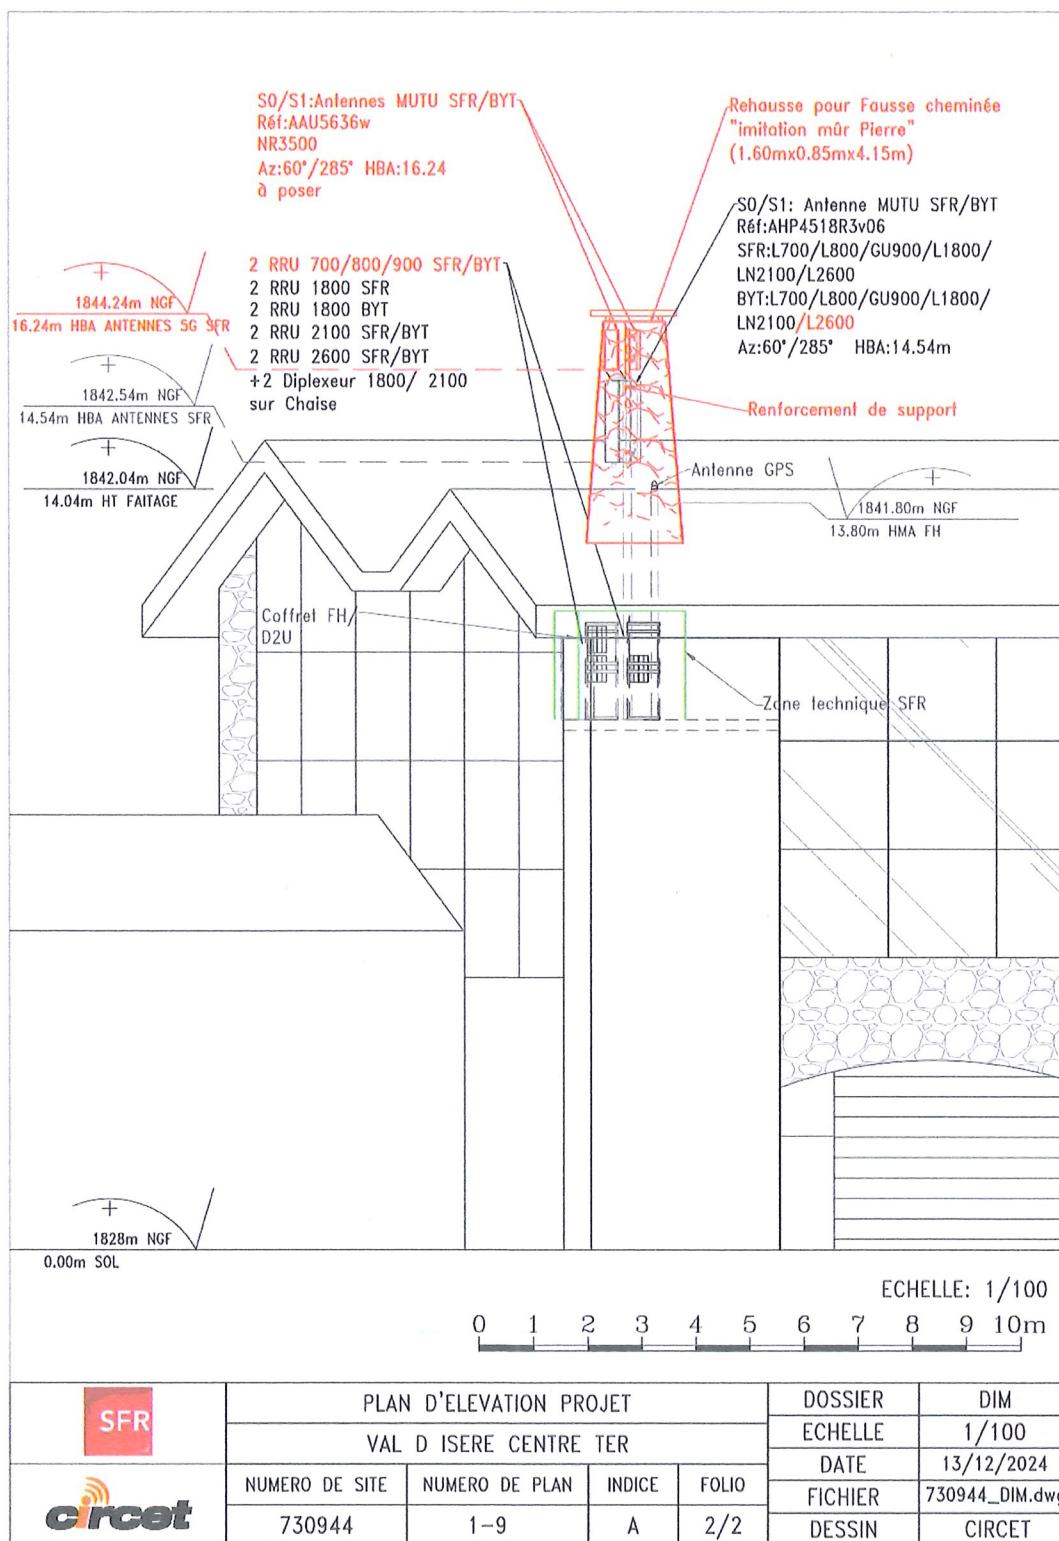 S0/S1:Antennes MUTU SFR/BYT
Réf:AAU5636w
NR3500
Az:60°/285° HBA:16.24
à poser
Rehausse pour Fausse cheminée
"imitation mûr Pierre"
(1.60mx0.85mx4.15m)
S0/S1: Antenne MUTU SFR/BYT
Réf:AHP4518R3v06
SFR:L700/L800/GU900/L1800/
LN2100/L2600
BYT:L700/L800/GU900/L1800/
LN2100/L2600
Az:60°/285° HBA:14.54m
2 RRU 700/800/900 SFR/BYT
2 RRU 1800 SFR
2 RRU 1800 BYT
2 RRU 2100 SFR/BYT
2 RRU 2600 SFR/BYT
+2 Diplexeur 1800/ 2100
sur Chaise
1844.24m NGF
16.24m HBA ANTENNES 5G SFR
1842.54m NGF
14.54m HBA ANTENNES SFR
1842.04m NGF
14.04m HT FAITAGE
Renforcement de support
Antenne GPS
1841.80m NGF
13.80m HMA FH
Coffret FH/
D2U
Zone technique SFR
1828m NGF
0.00m SOL
ECHELLE: 1/100
0 1 2 3 4 5 6 7 8 9 10m
SFR
circet
PLAN D'ELEVATION PROJET
VAL D ISERE CENTRE TER
NUMERO DE SITE
NUMERO DE PLAN
INDICE
FOLIO
730944
1-9
A
2/2
DOSSIER
DIM
ECHELLE
1/100
DATE
13/12/2024
FICHIER
730944_DIM.dwg
DESSIN
CIRCET